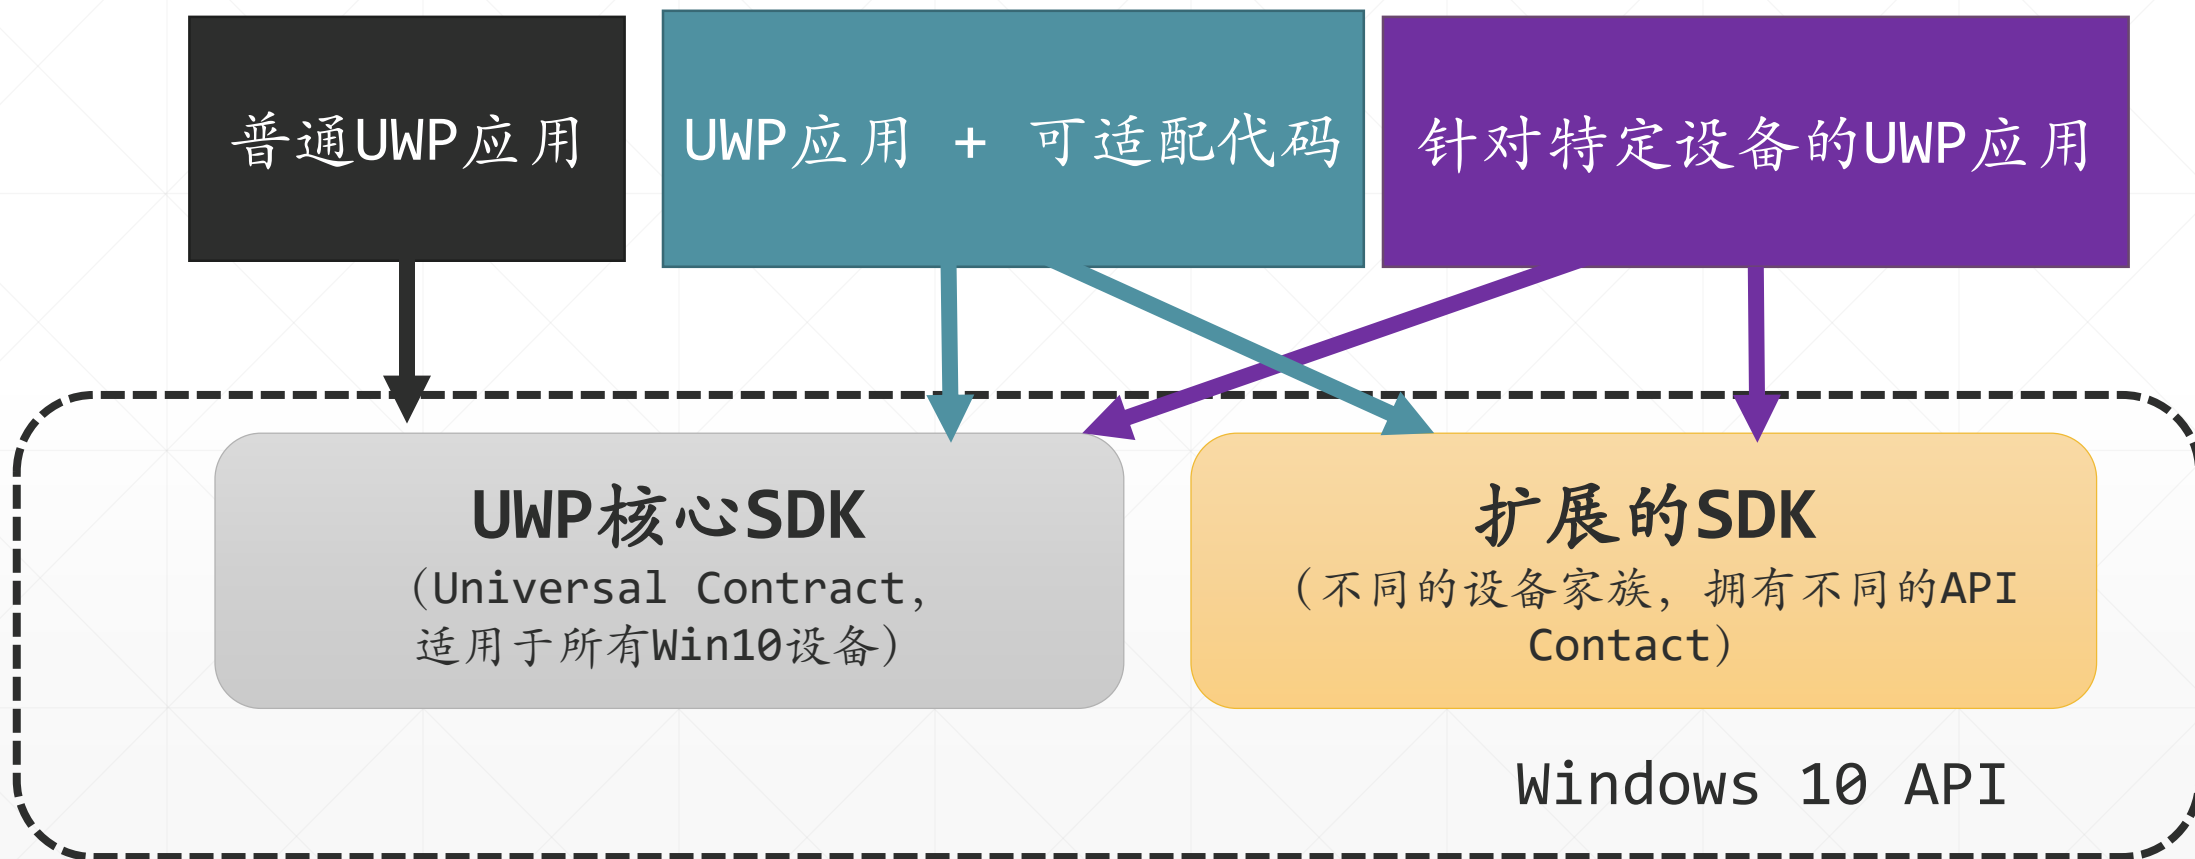 普通UWP应用
UWP应用 + 可适配代码
针对特定设备的UWP应用
UWP核心SDK
（Universal Contract，
适用于所有Win10设备）
扩展的SDK
（不同的设备家族，拥有不同的API
Contact）
Windows 10 API